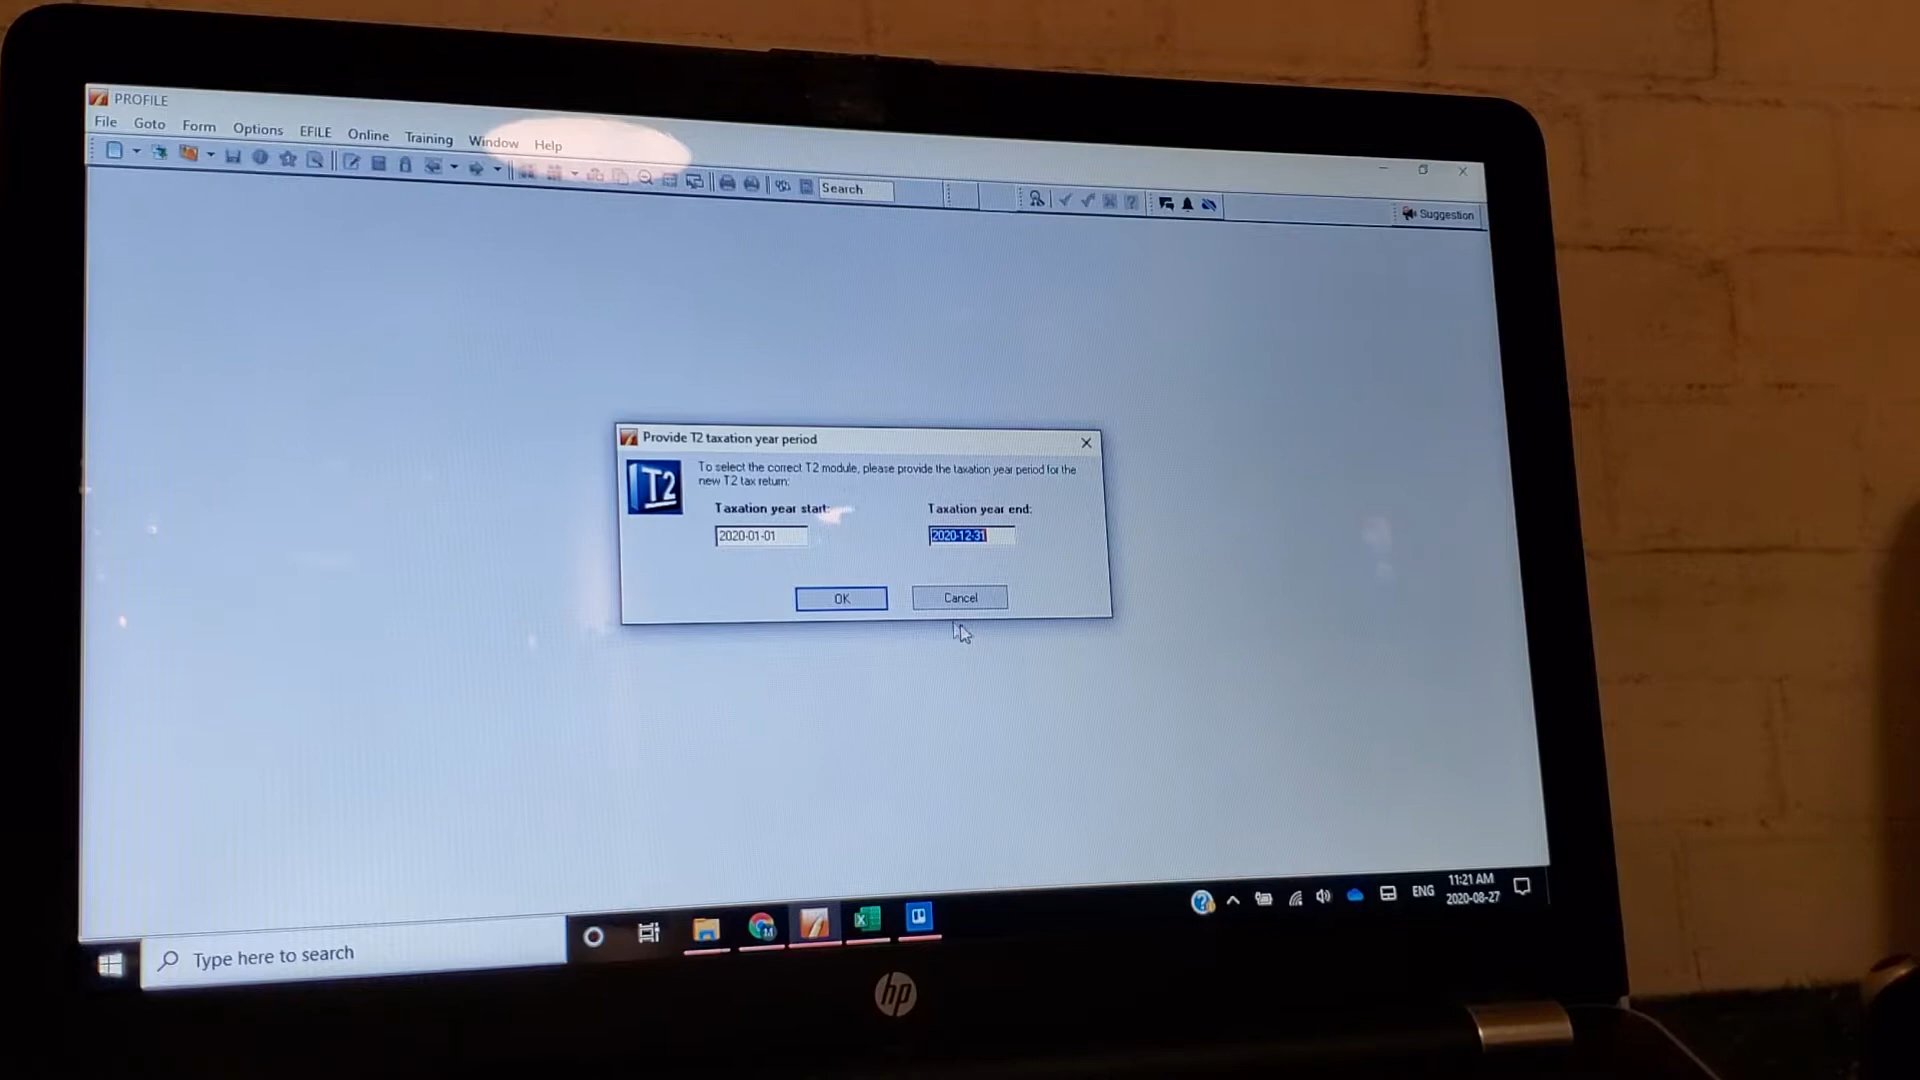 PROFILE
File Goto Form Options EFILE Online Training Window Help
Search
Suggestion
Provide T2 taxation year period
T2
To select the correct T2 module, please provide the taxation year period for the
new T2 tax return:
Taxation year start: Taxation year end:
2020-01-01 2020-12-31
OK Cancel
ENG
11:21 AM
2020-08-27
Type here to search
hp